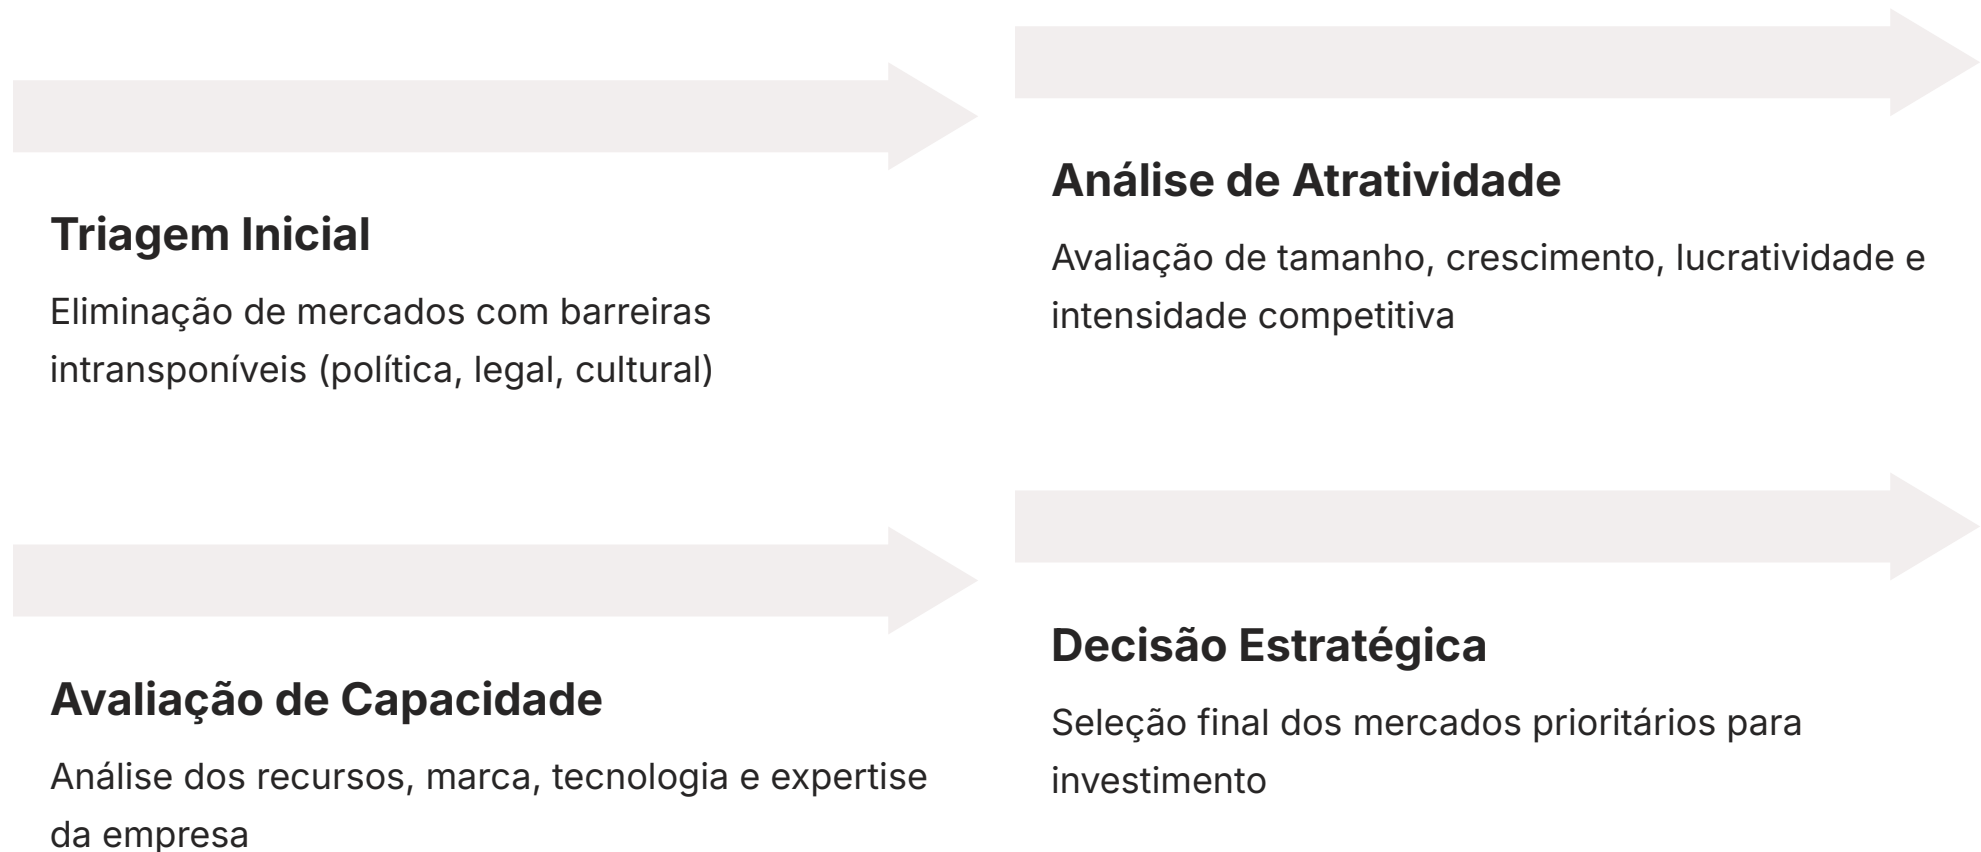 Triagem Inicial
Eliminação de mercados com barreiras
intransponíveis (política, legal, cultural)
Análise de Atratividade
Avaliação de tamanho, crescimento, lucratividade e
intensidade competitiva
Avaliação de Capacidade
Análise dos recursos, marca, tecnologia e expertise
da empresa
Decisão Estratégica
Seleção final dos mercados prioritários para
investimento